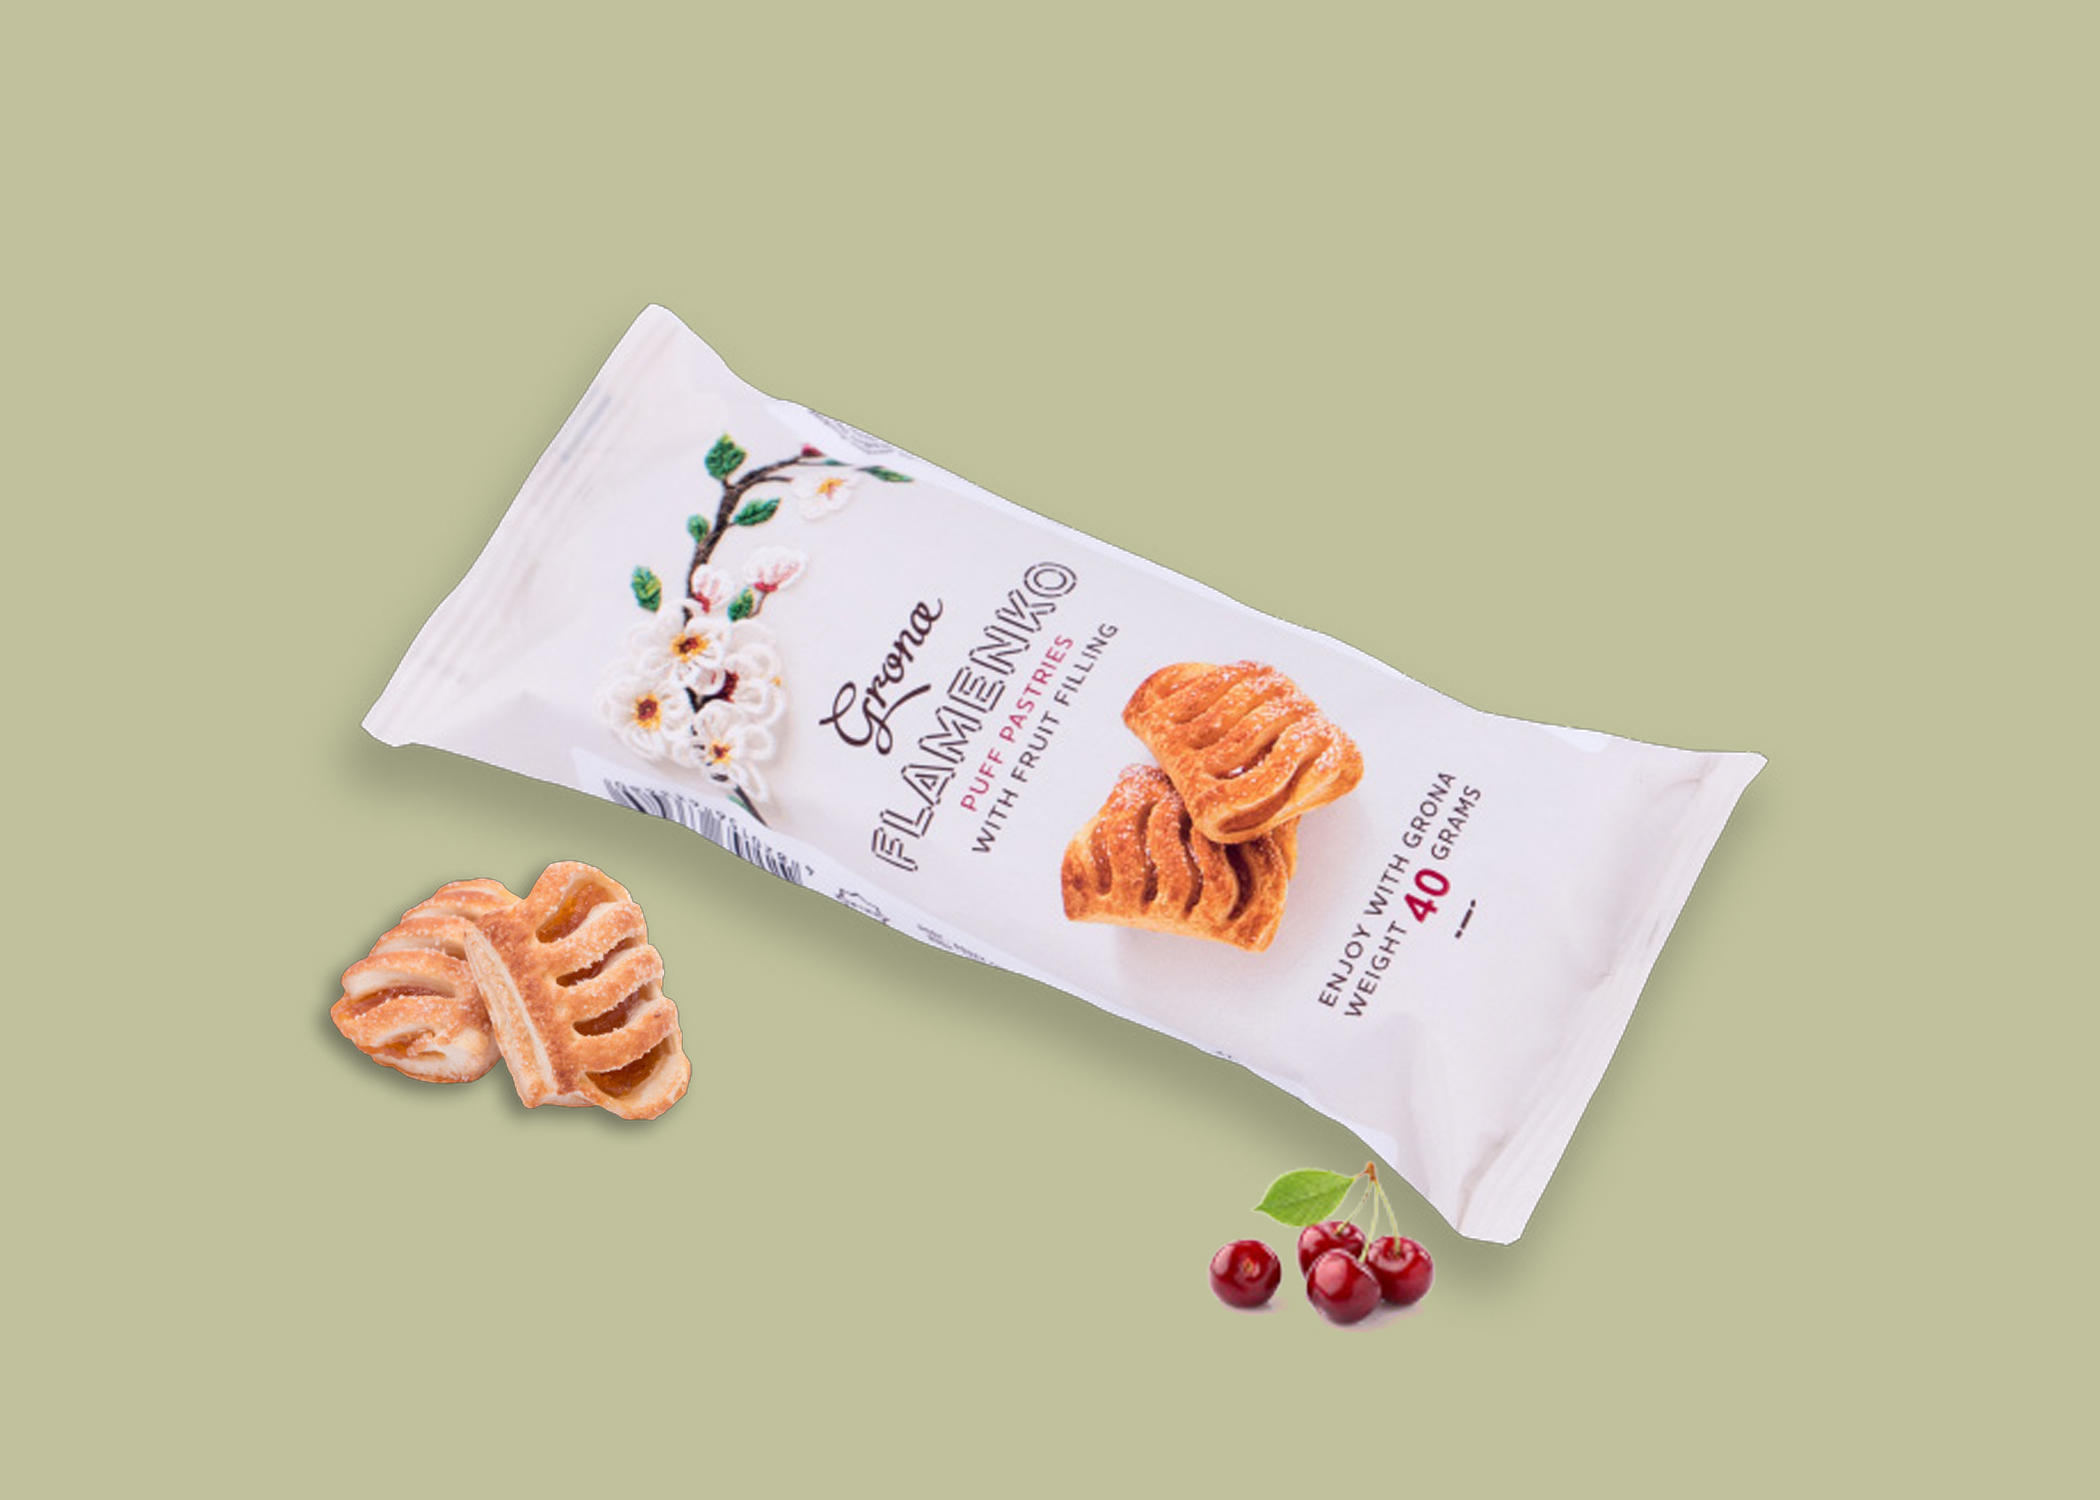 Grona
FLAMENKO
PUFF PASTRIES
WITH FRUIT FILLING
ENJOY WITH GRONA
WEIGHT 40 GRAMS